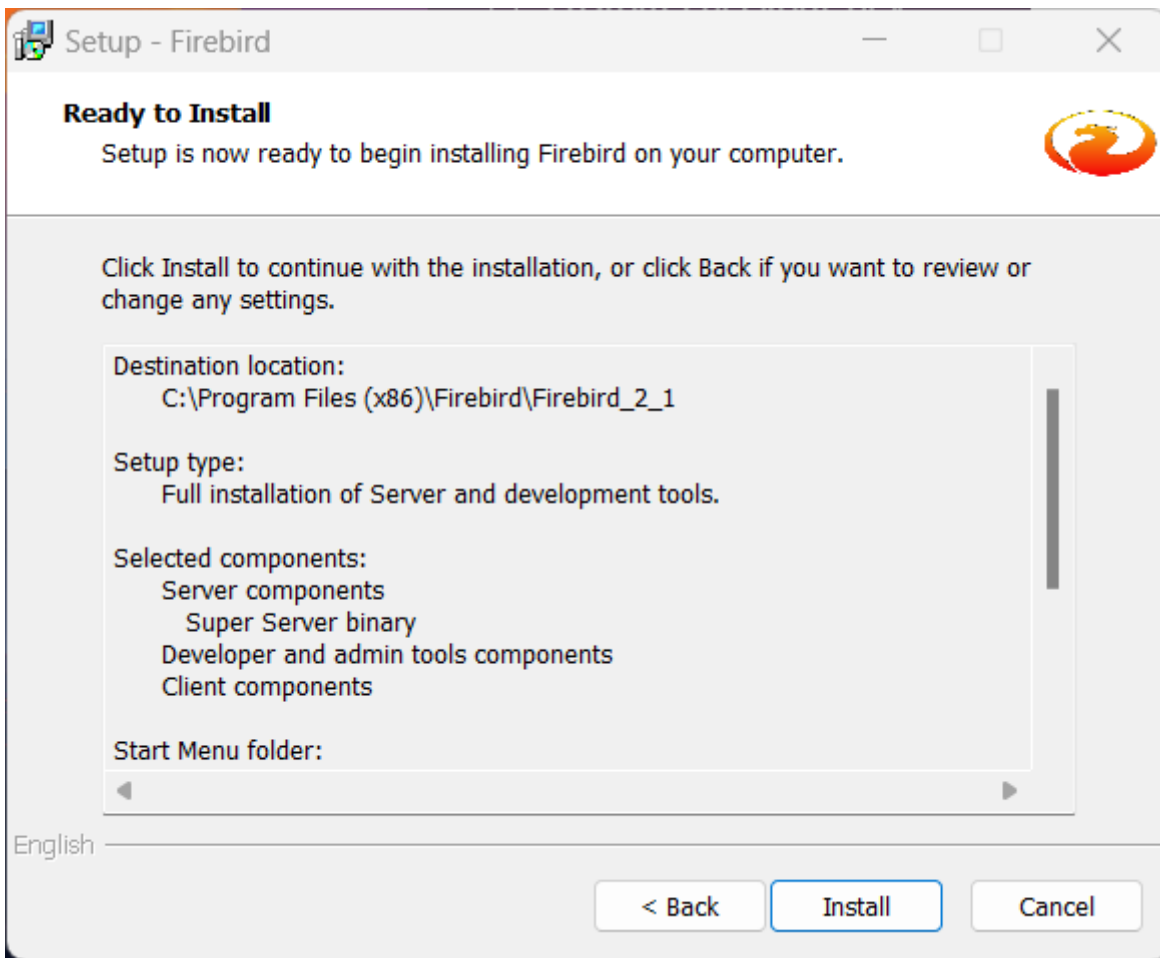 Setup - Firebird
Ready to Install
Setup is now ready to begin installing Firebird on your computer.
Click Install to continue with the installation, or click Back if you want to review or
change any settings.
Destination location:
C:\Program Files (x86)\Firebird\Firebird_2_1
Setup type:
Full installation of Server and development tools.
Selected components:
Server components
Super Server binary
Developer and admin tools components
Client components
Start Menu folder:
English
< Back
Install
Cancel